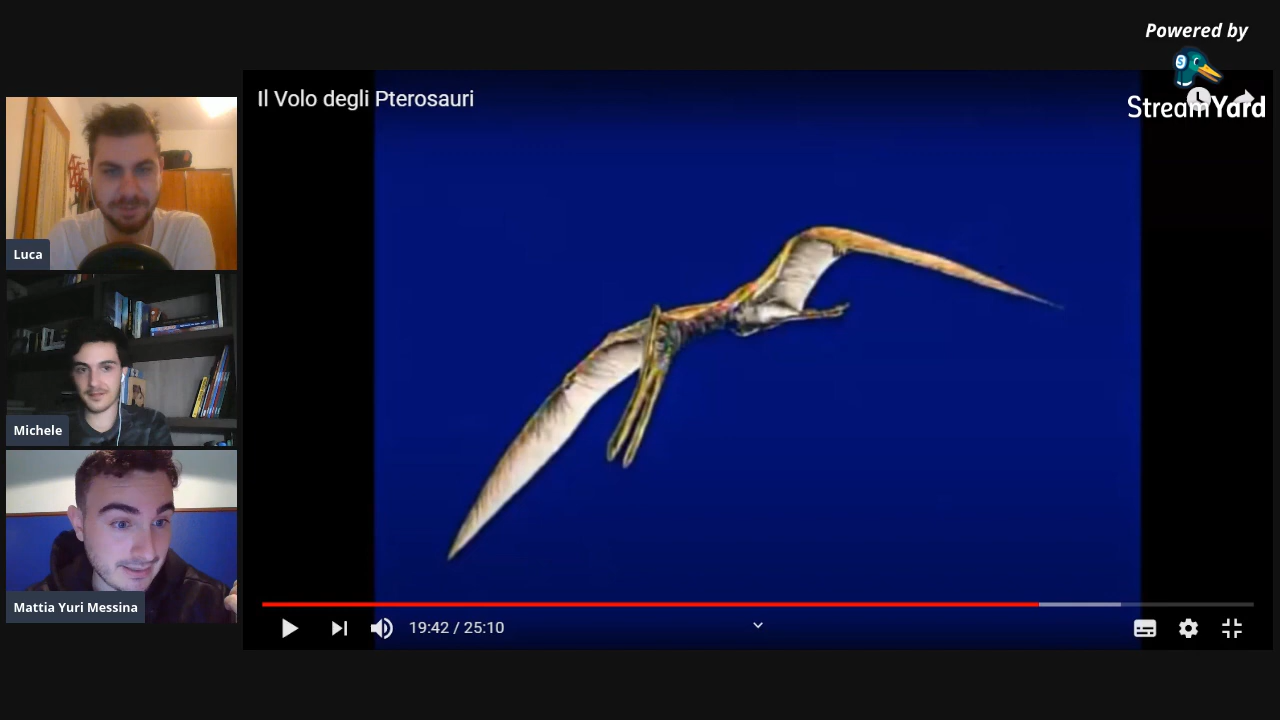 Powered by
StreamYard
Il Volo degli Pterosauri
Luca
Michele
Mattia Yuri Messina
19:42 / 25:10